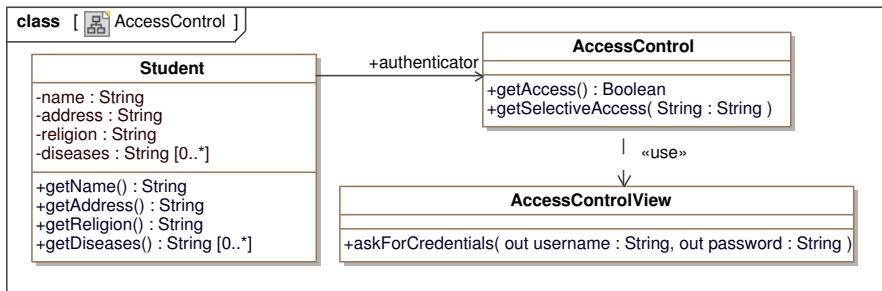 class [ AccessControl ]
Student
-name : String
-address : String
-religion : String
-diseases : String [0..*]
+getName() : String
+getAddress() : String
+getReligion() : String
+getDiseases() : String [0..*]
+authenticator
AccessControl
+getAccess() : Boolean
+getSelectiveAccess( String : String )
«use»
AccessControlView
+askForCredentials( out username : String, out password : String )